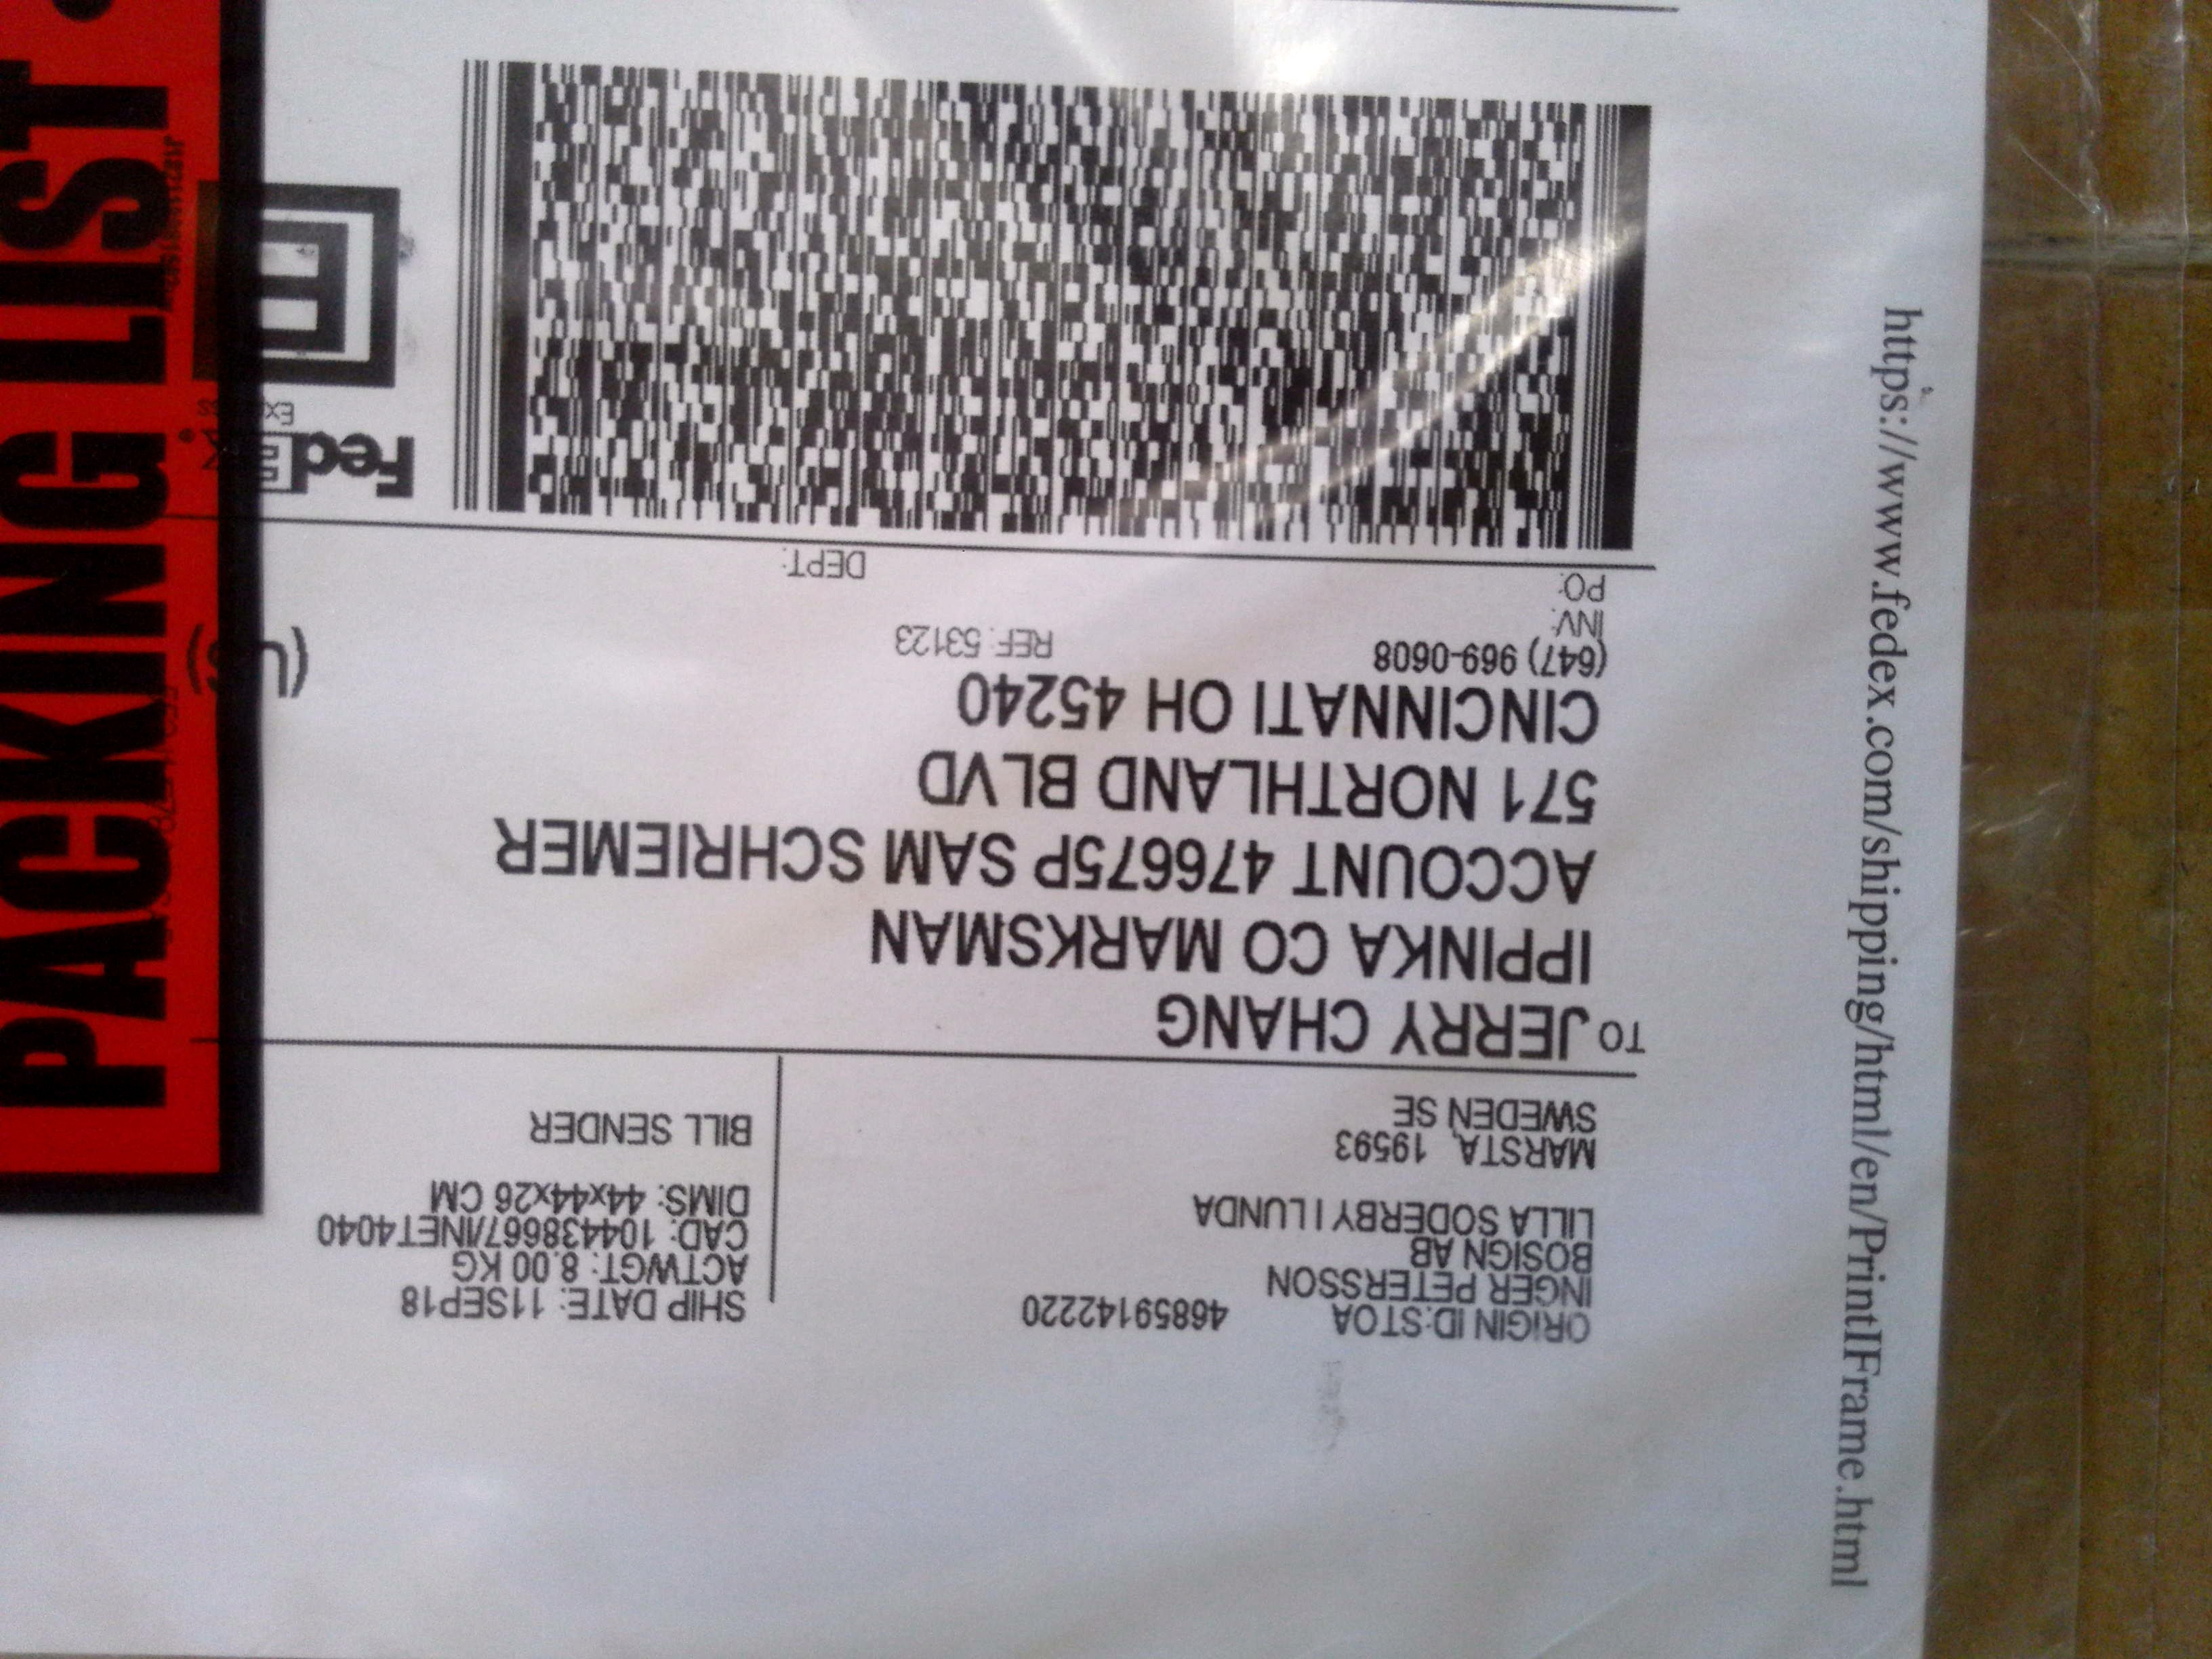 ORIGIN ID:STOA 46859142220
INGER PETERSSON
BOSIGN AB
LILLA SODERBY I LUNDA
MARSTA, 19593
SWEDEN SE
SHIP DATE: 11SEP18
ACTWGT: 8.00 KG
CAD: 104438667/INET4040
DIMS: 44x44x26 CM
BILL SENDER
TO JERRY CHANG
IPPINKA CO MARKSMAN
ACCOUNT 476675P SAM SCHRIEMER
571 NORTHLAND BLVD
CINCINNATI OH 45240
(647) 969-0608 REF: 53123
INV:
PO: DEPT:
FedEx
E
PACKING LIST
https://www.fedex.com/shipping/html/en/PrintIFrame.html